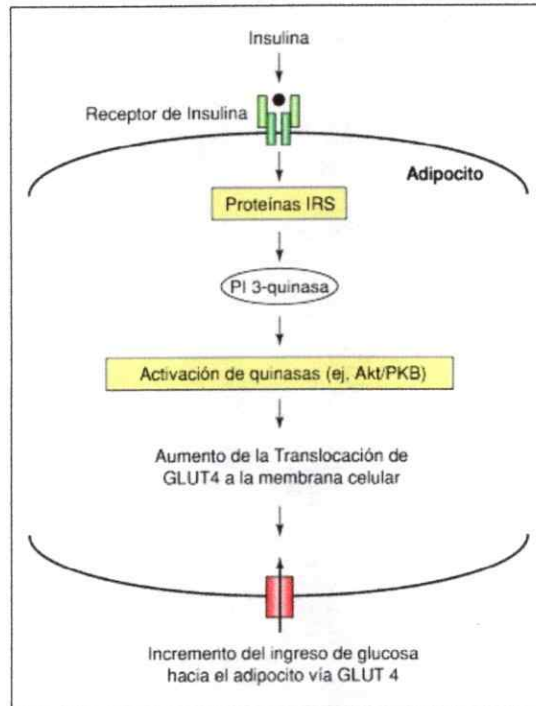 Insulina
Receptor de Insulina
Adipocito
Proteínas IRS
PI 3-quinasa
Activación de quinasas (ej, Akt/PKB)
Aumento de la Translocación de
GLUT4 a la membrana celular
Incremento del ingreso de glucosa
hacia el adipocito vía GLUT 4